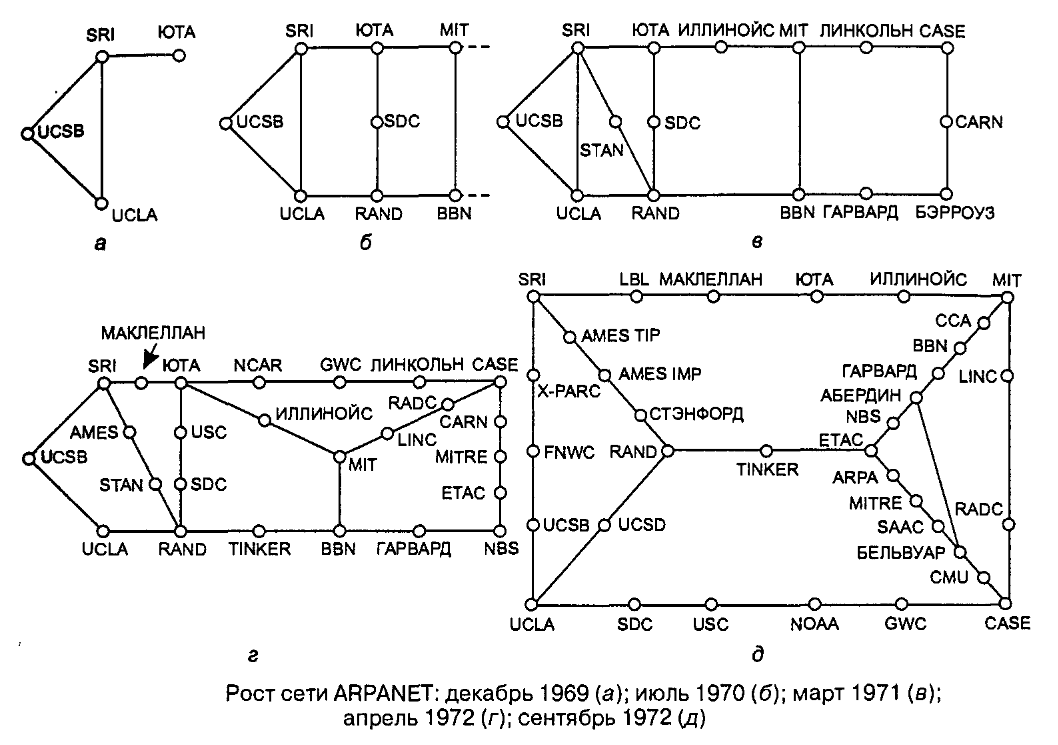 SRI ЮТА
UCSB
UCLA
а
SRI ЮТА MIT
UCSB SDC
UCLA RAND BBN
б
SRI ЮТА ИЛЛИНОЙС MIT ЛИНКОЛЬН CASE
UCSB SDC CARN
STAN
UCLA RAND BBN ГАРВАРД БЭРРОУЗ
в
МАКЛЕЛЛАН
SRI ЮТА NCAR GWC ЛИНКОЛЬН CASE
RADC
ИЛЛИНОЙС
CARN
AMES USC LINC
UCSB MIT MITRE
STAN SDC ETAC
UCLA RAND TINKER BBN ГАРВАРД NBS
г
SRI LBL МАКЛЕЛЛАН ЮТА ИЛЛИНОЙС MIT
CCA
AMES TIP
BBN
AMES IMP ГАРВАРД LINC
X-PARC
АБЕРДИН
СТЭНФОРД NBS
ETAC
FNWC RAND
TINKER
ARPA
MITRE
RADC
UCSB UCSD SAAC
БЕЛЬВУАР
CMU
UCLA SDC USC NOAA GWC CASE
д
Рост сети ARPANET: декабрь 1969 (а); июль 1970 (б); март 1971 (в);
апрель 1972 (г); сентябрь 1972 (д)